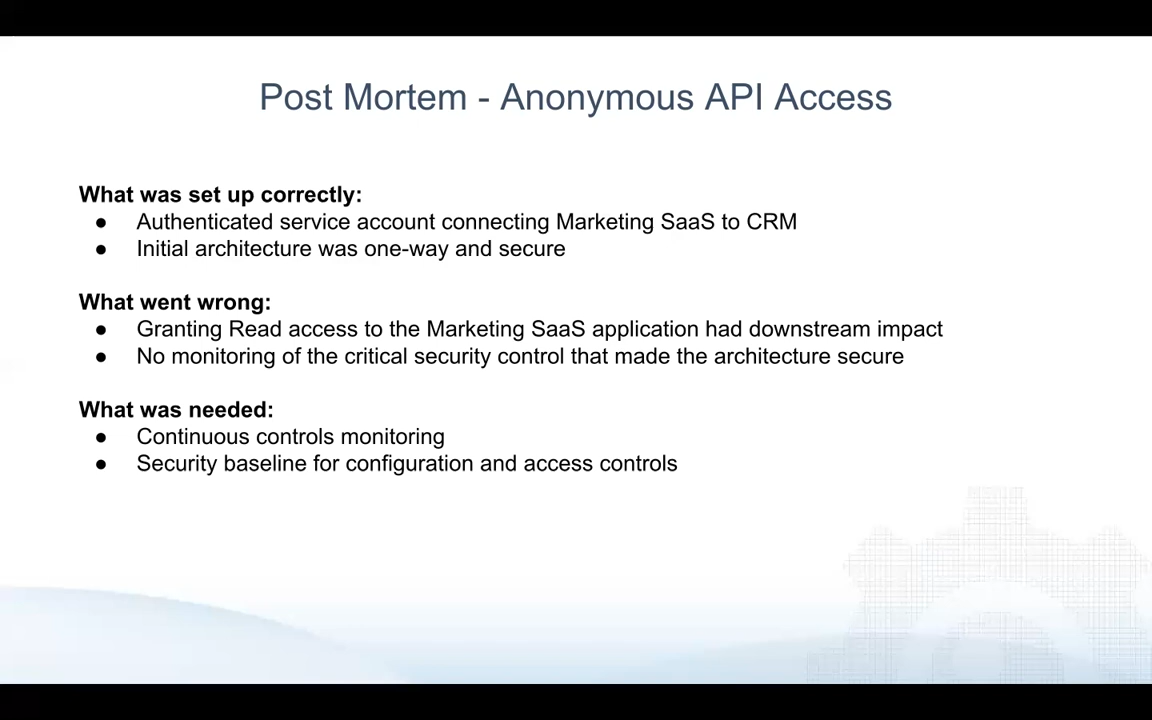 Post Mortem - Anonymous API Access
What was set up correctly:
● Authenticated service account connecting Marketing SaaS to CRM
● Initial architecture was one-way and secure
What went wrong:
● Granting Read access to the Marketing SaaS application had downstream impact
● No monitoring of the critical security control that made the architecture secure
What was needed:
● Continuous controls monitoring
● Security baseline for configuration and access controls